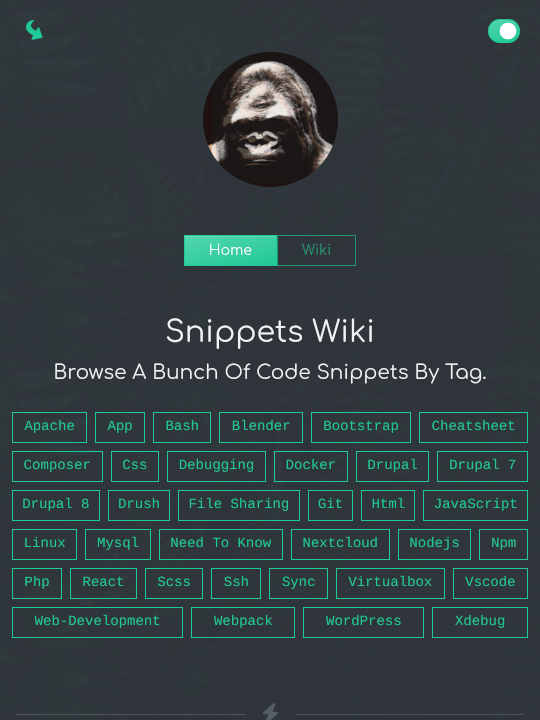 Home Wiki
Snippets Wiki
Browse A Bunch Of Code Snippets By Tag.
Apache App Bash Blender Bootstrap Cheatsheet
Composer Css Debugging Docker Drupal Drupal 7
Drupal 8 Drush File Sharing Git Html JavaScript
Linux Mysql Need To Know Nextcloud Nodejs Npm
Php React Scss Ssh Sync Virtualbox Vscode
Web-Development Webpack WordPress Xdebug